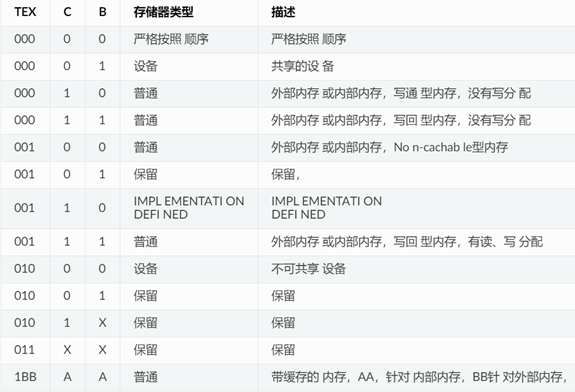 TEX C B 存储器类型 描述
000 0 0 严格按照 顺序 严格按照 顺序
000 0 1 设备 共享的设 备
000 1 0 普通 外部内存 或内部内存，写通 型内存，没有写分 配
000 1 1 普通 外部内存 或内部内存，写回 型内存，没有写分 配
001 0 0 普通 外部内存 或内部内存，No n-cachab le型内存
001 0 1 保留 保留，
001 1 0 IMPL EMENTATI ON DEFI NED IMPL EMENTATI ON DEFI NED
001 1 1 普通 外部内存 或内部内存，写回 型内存，有读、写 分配
010 0 0 设备 不可共享 设备
010 0 1 保留 保留
010 1 X 保留 保留
011 X X 保留 保留
1BB A A 普通 带缓存的 内存，AA，针对 内部内存，BB针 对外部内存，